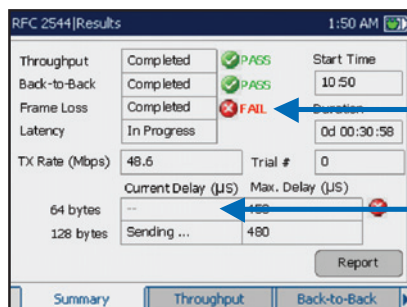 RFC 2544|Results 1:50 AM
Throughput Completed PASS Start Time
Back-to-Back Completed PASS 10:50
Frame Loss Completed FAIL Duration
Latency In Progress 0d 00:30:58
TX Rate (Mbps) 48.6 Trial # 0
Current Delay (µS) Max. Delay (µS)
64 bytes --
128 bytes Sending ... 480
Report
Summary Throughput Back-to-Back